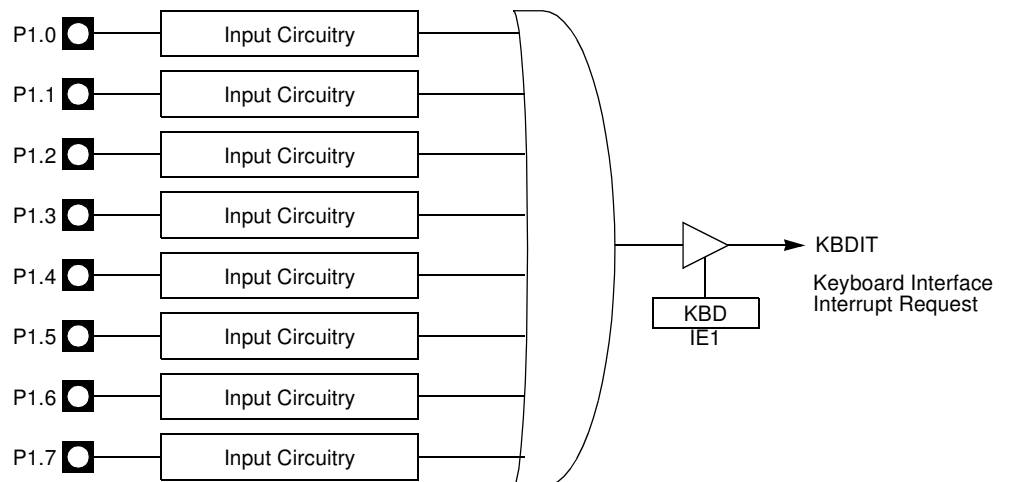 P1.0 Input Circuitry
P1.1 Input Circuitry
P1.2 Input Circuitry
P1.3 Input Circuitry
P1.4 Input Circuitry
P1.5 Input Circuitry
P1.6 Input Circuitry
P1.7 Input Circuitry
KBDIT
Keyboard Interface
Interrupt Request
KBD
IE1